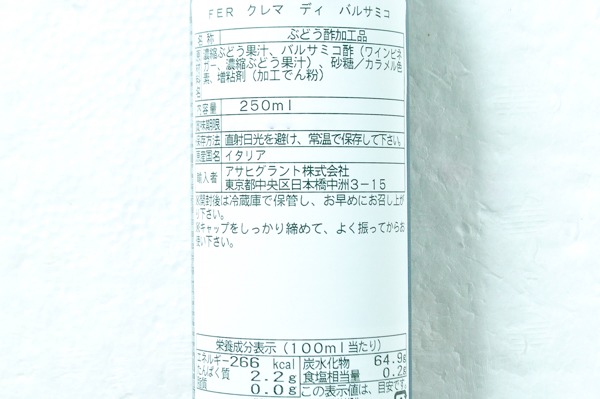 FER クレマ ディ バルサミコ
名 称 ぶどう酢加工品
濃縮ぶどう果汁、バルサミコ酢（ワインビネ
ガー、濃縮ぶどう果汁）、砂糖／カラメル色
素、増粘剤（加工でん粉）
名
内容量 250ml
賞味期限
保存方法 直射日光を避け、常温で保存して下さい。
原産国名 イタリア
輸入者 アサヒグラント株式会社
東京都中央区日本橋中洲3－15
※開封後は冷蔵庫で保管し、お早めにお召し上が
り下さい。
※キャップをしっかり締めて、よく振ってからお
使い下さい。
栄養成分表示（100ml当たり）
エネルギー 266 kcal 炭水化物 64.9g
たんぱく質 2.2g 食塩相当量 0.2g
脂質 0.0g この表示値は、目安です。